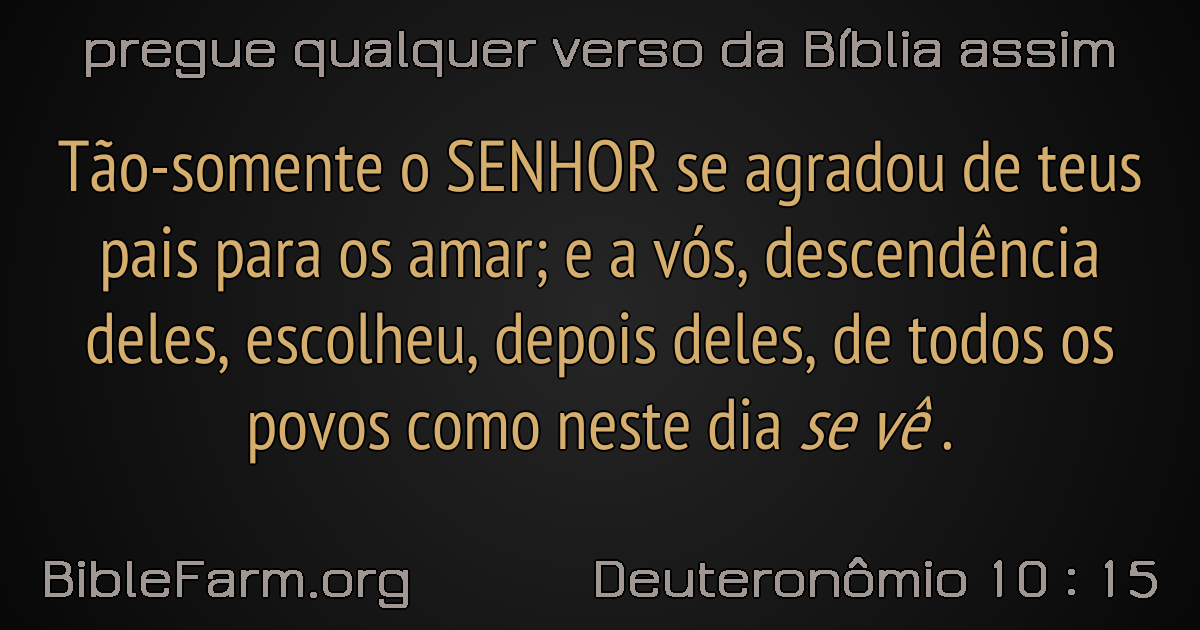 pregue qualquer verso da Bíblia assim
Tão-somente o SENHOR se agradou de teus
pais para os amar; e a vós, descendência
deles, escolheu, depois deles, de todos os
povos como neste dia se vê .
BibleFarm.org
Deuteronômio 10 : 15